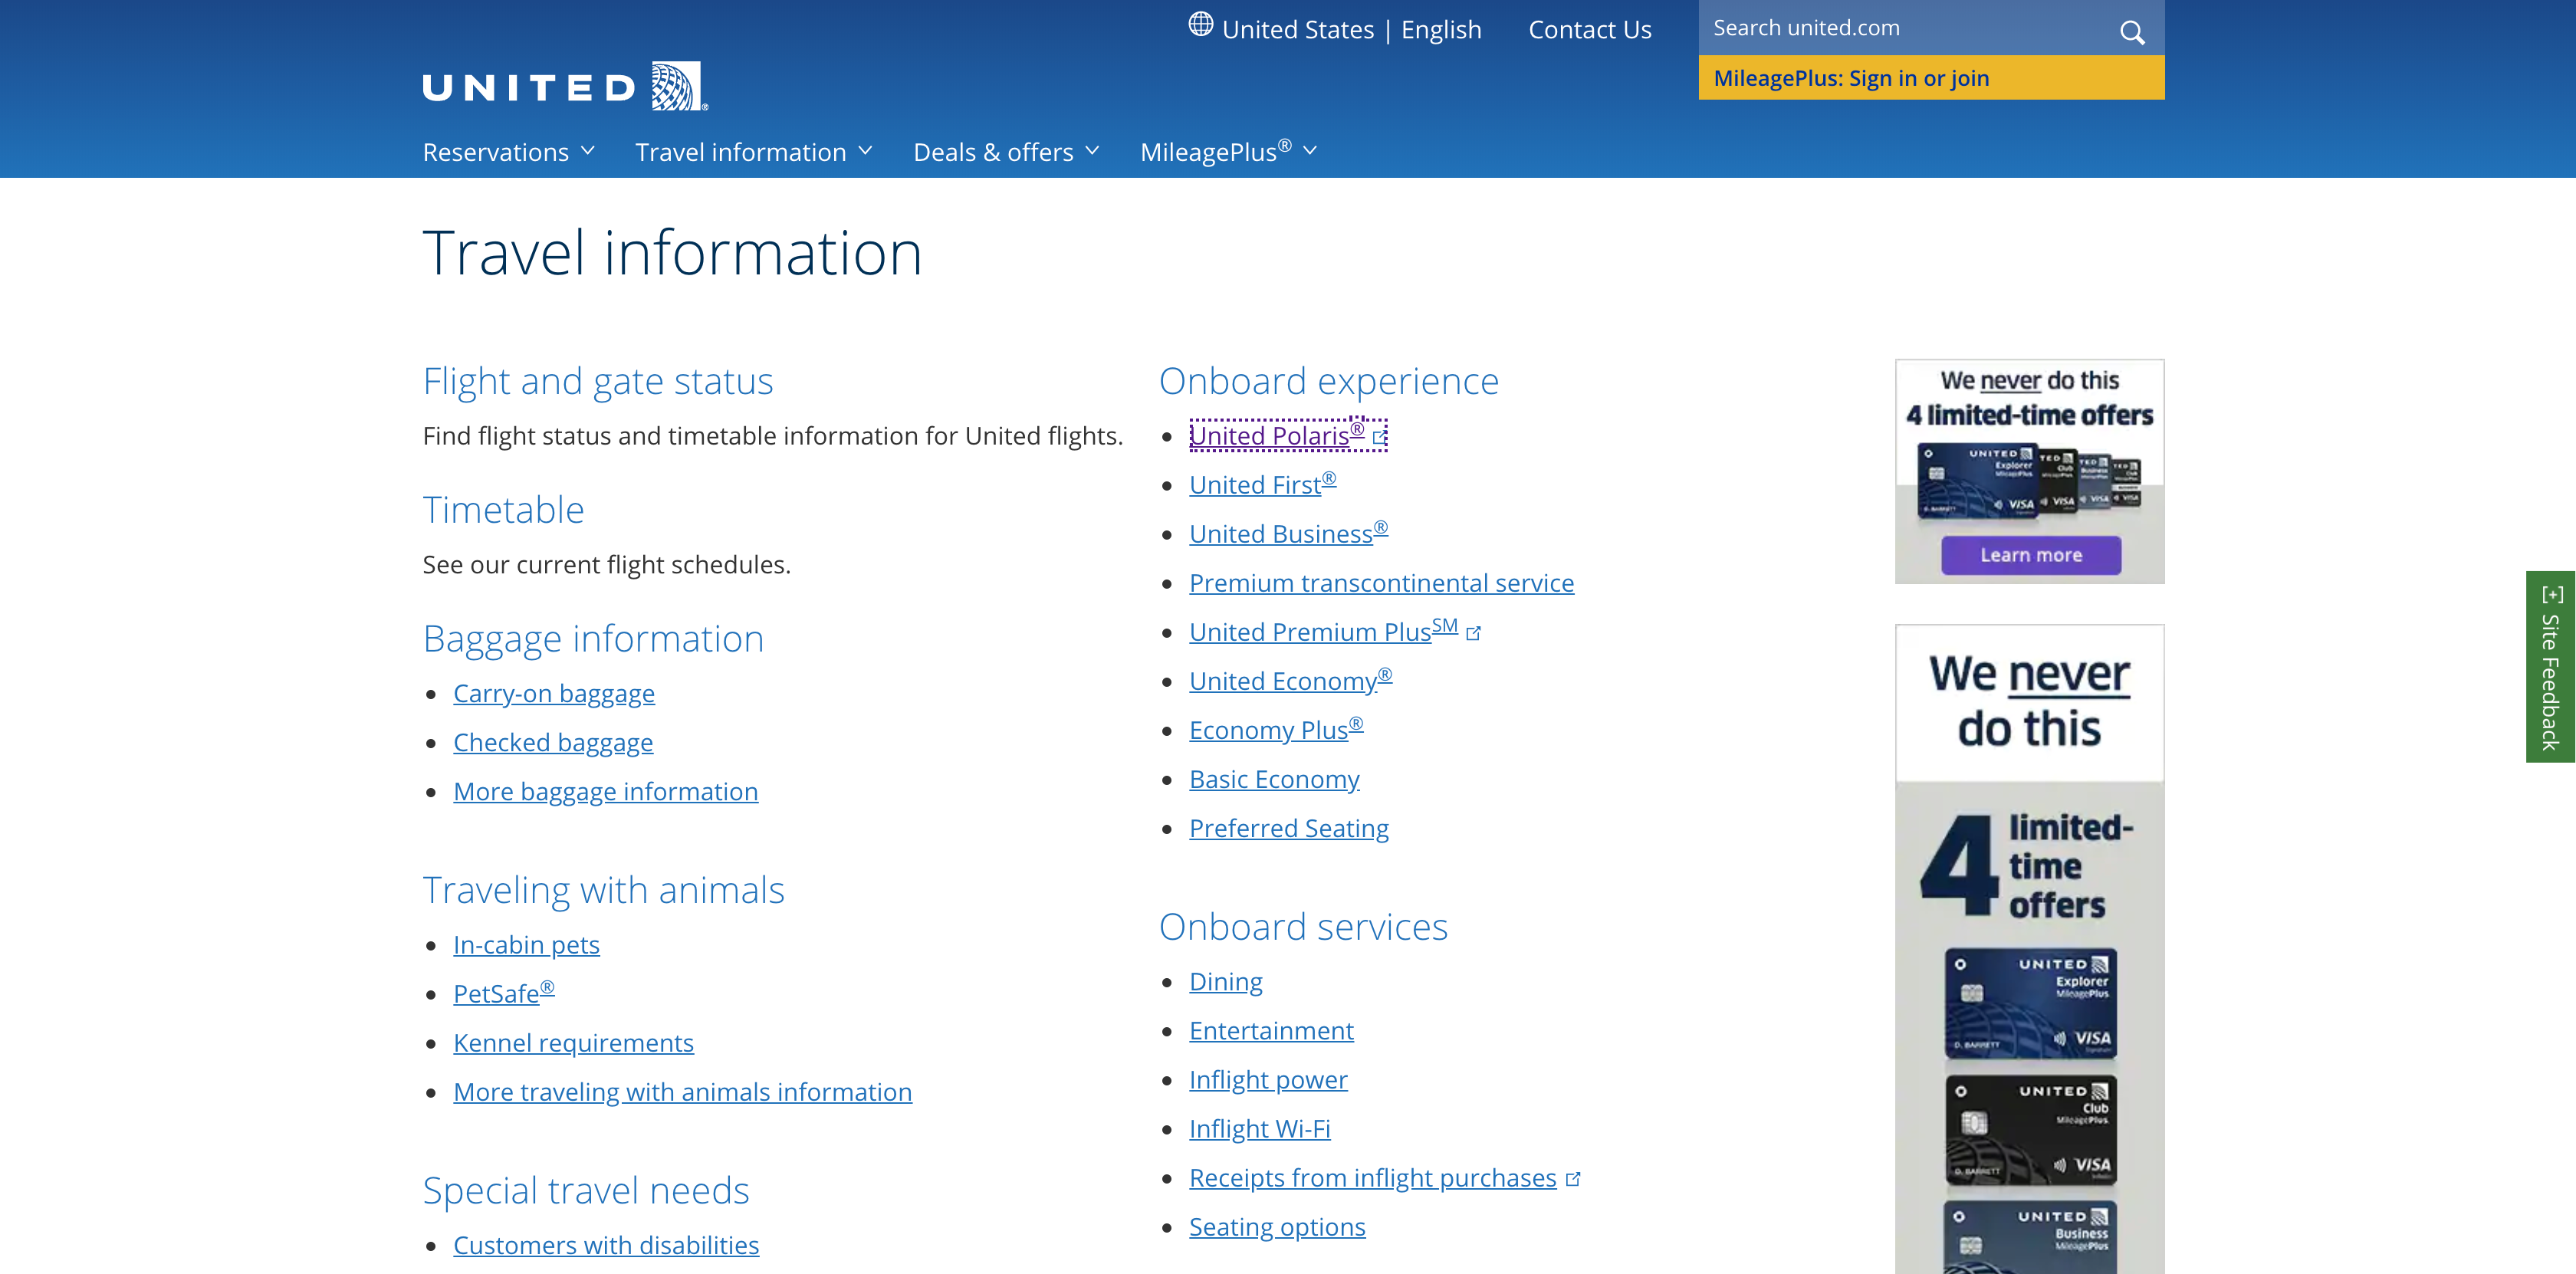 United States | English
Contact Us
Search united.com
MileagePlus: Sign in or join
UNITED
Reservations
Travel information
Deals & offers
MileagePlus®
Travel information
Flight and gate status
Find flight status and timetable information for United flights.
Timetable
See our current flight schedules.
Baggage information
Carry-on baggage
Checked baggage
More baggage information
Traveling with animals
In-cabin pets
PetSafe®
Kennel requirements
More traveling with animals information
Special travel needs
Customers with disabilities
Onboard experience
United Polaris®
United First®
United Business®
Premium transcontinental service
United Premium PlusSM
United Economy®
Economy Plus®
Basic Economy
Preferred Seating
Onboard services
Dining
Entertainment
Inflight power
Inflight Wi-Fi
Receipts from inflight purchases
Seating options
We never do this
4 limited-time offers
UNITED
Explorer
MileagePlus
VISA
Learn more
We never
do this
4 limited-
time
offers
UNITED
Explorer
MileagePlus
D. BARRETT
VISA
UNITED
Club
MileagePlus
D. BARRETT
VISA
UNITED
Business
MileagePlus
[+] Site Feedback